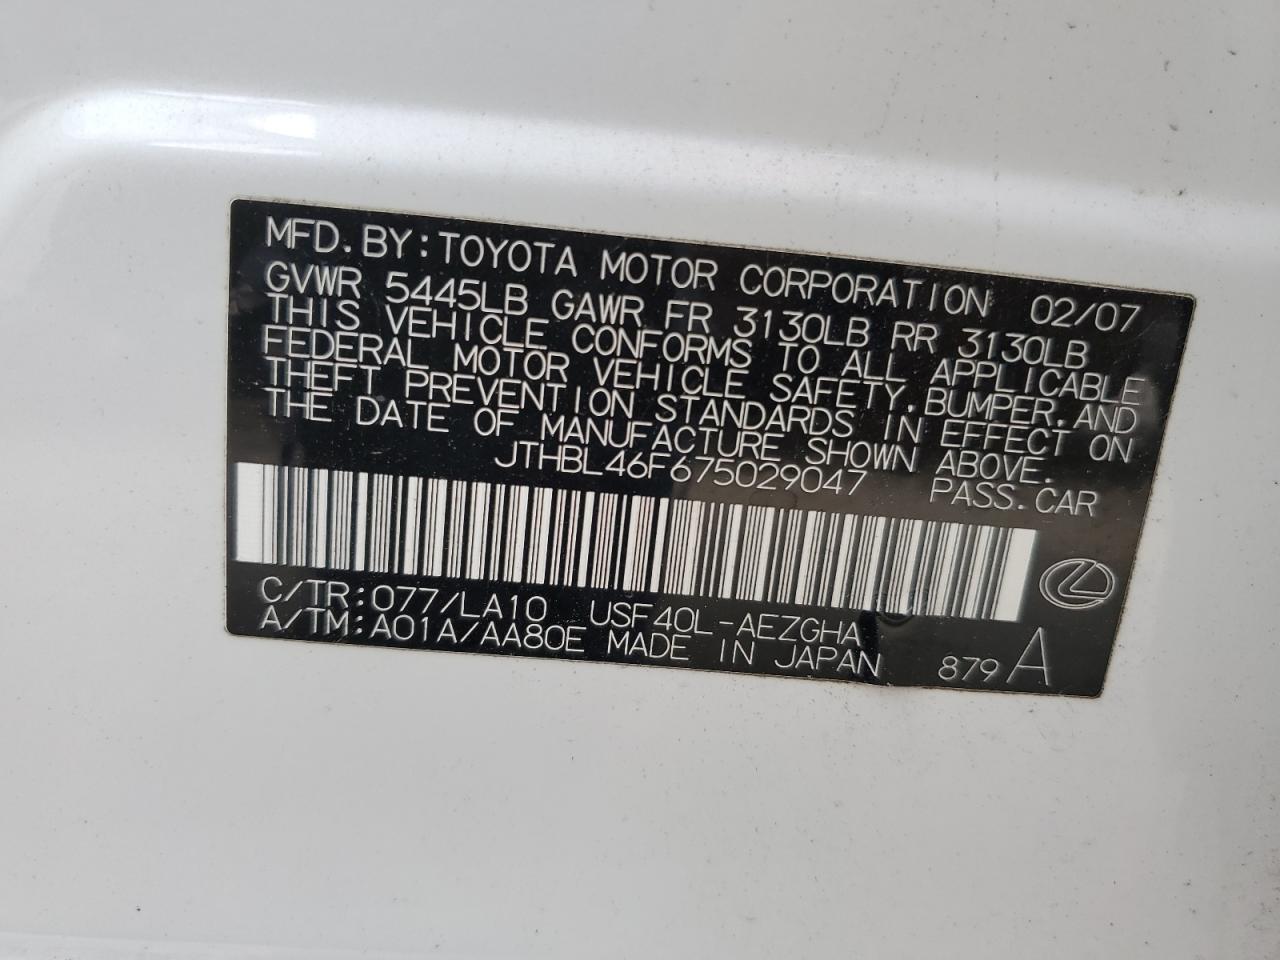 MFD.BY:TOYOTA MOTOR CORPORATION 02/07
GVWR 5445LB GAWR FR 3130LB RR 3130LB
THIS VEHICLE CONFORMS TO ALL APPLICABLE
FEDERAL MOTOR VEHICLE SAFETY,BUMPER,AND
THEFT PREVENTION STANDARDS IN EFFECT ON
THE DATE OF MANUFACTURE SHOWN ABOVE.
JTHBL46F675029047 PASS.CAR
C/TR:077/LA10 USF40L-AEZGHA
A/TM:A01A/AA80E MADE IN JAPAN 879 A